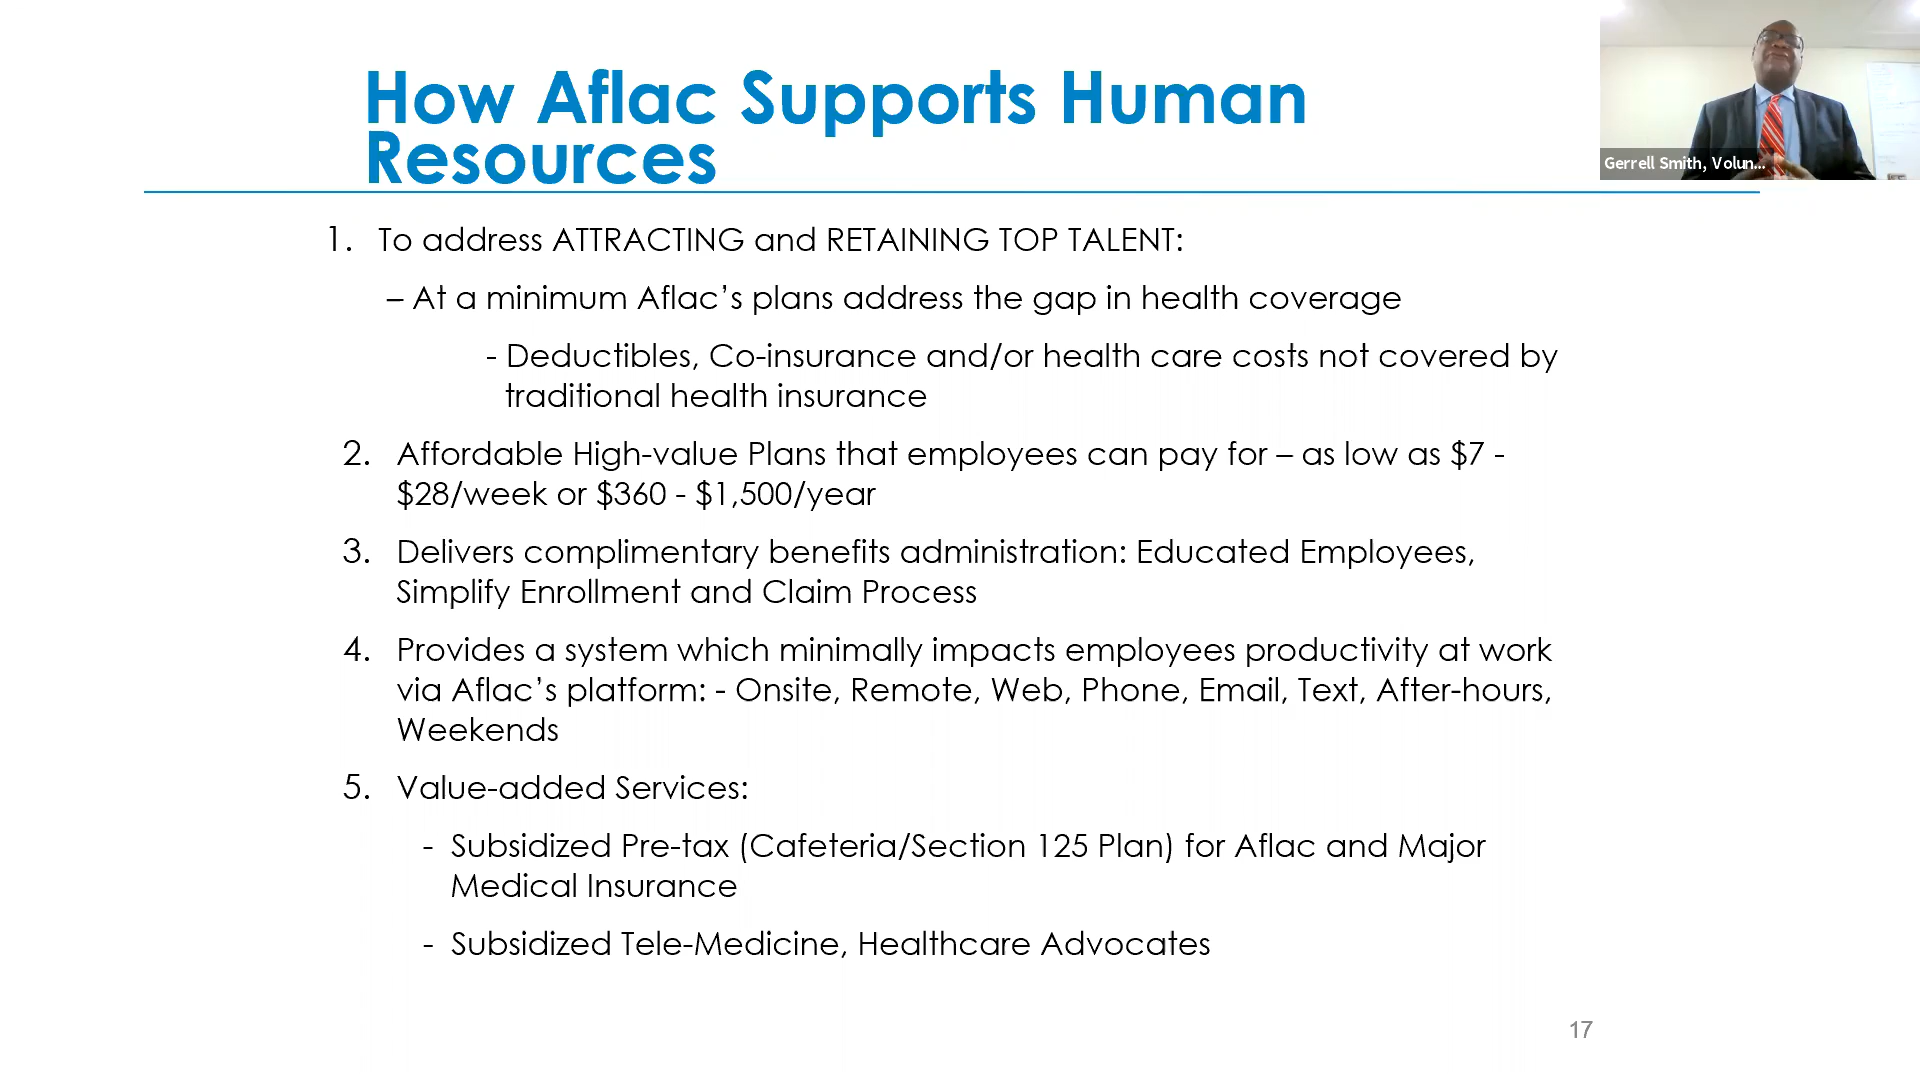 How Aflac Supports Human
Resources
Gerrell Smith, Volun...
1. To address ATTRACTING and RETAINING TOP TALENT:
– At a minimum Aflac’s plans address the gap in health coverage
- Deductibles, Co-insurance and/or health care costs not covered by
traditional health insurance
2. Affordable High-value Plans that employees can pay for – as low as $7 -
$28/week or $360 - $1,500/year
3. Delivers complimentary benefits administration: Educated Employees,
Simplify Enrollment and Claim Process
4. Provides a system which minimally impacts employees productivity at work
via Aflac’s platform: - Onsite, Remote, Web, Phone, Email, Text, After-hours,
Weekends
5. Value-added Services:
- Subsidized Pre-tax (Cafeteria/Section 125 Plan) for Aflac and Major
Medical Insurance
- Subsidized Tele-Medicine, Healthcare Advocates
17